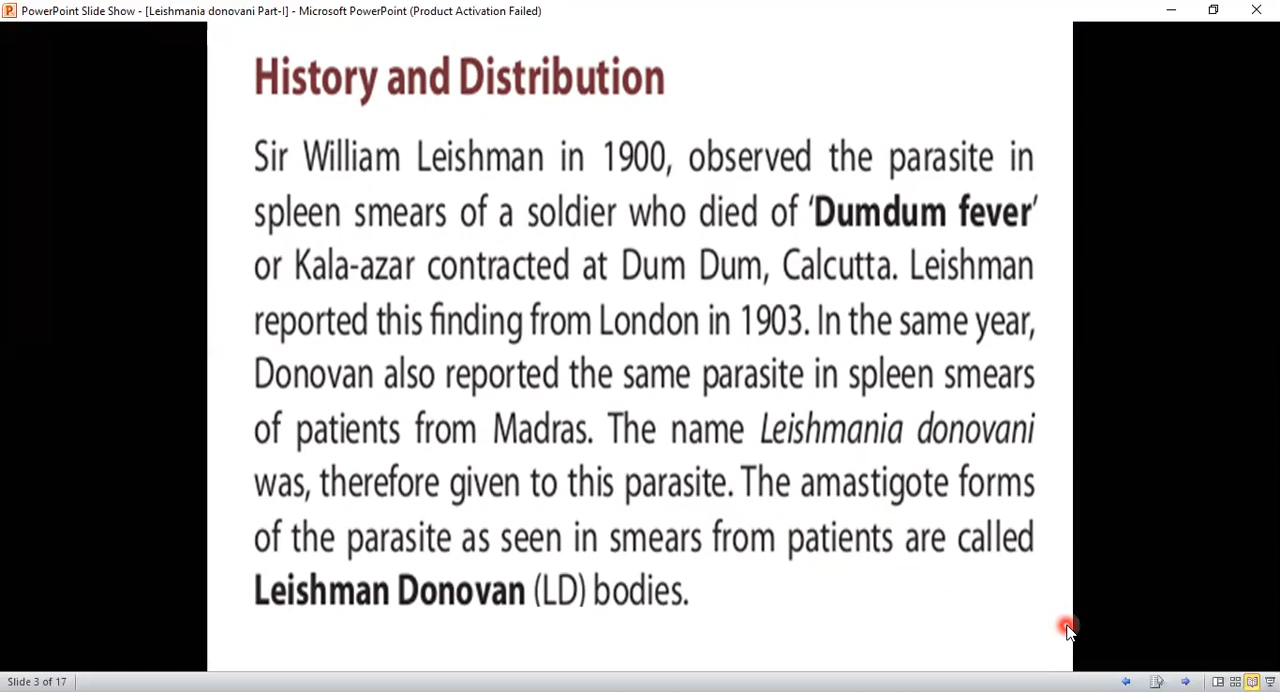 PowerPoint Slide Show - [Leishmania donovani Part-I] - Microsoft PowerPoint (Product Activation Failed)
History and Distribution
Sir William Leishman in 1900, observed the parasite in
spleen smears of a soldier who died of ‘Dumdum fever’
or Kala-azar contracted at Dum Dum, Calcutta. Leishman
reported this finding from London in 1903. In the same year,
Donovan also reported the same parasite in spleen smears
of patients from Madras. The name Leishmania donovani
was, therefore given to this parasite. The amastigote forms
of the parasite as seen in smears from patients are called
Leishman Donovan (LD) bodies.
Slide 3 of 17